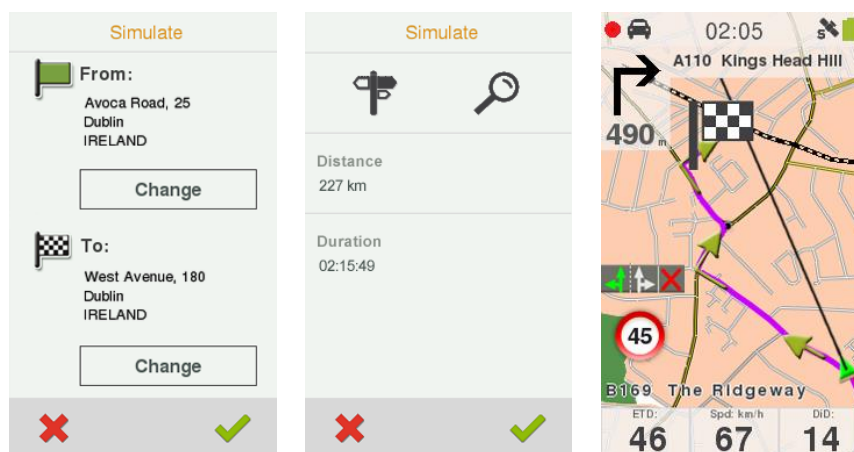 Simulate
From:
Avoca Road, 25
Dublin
IRELAND
Change
To:
West Avenue, 180
Dublin
IRELAND
Change
Simulate
Distance
227 km
Duration
02:15:49
02:05
S
A110 Kings Head Hill
490 m
45
B169 The Ridgeway
ETD: Spd: km/h DiD:
46 67 14